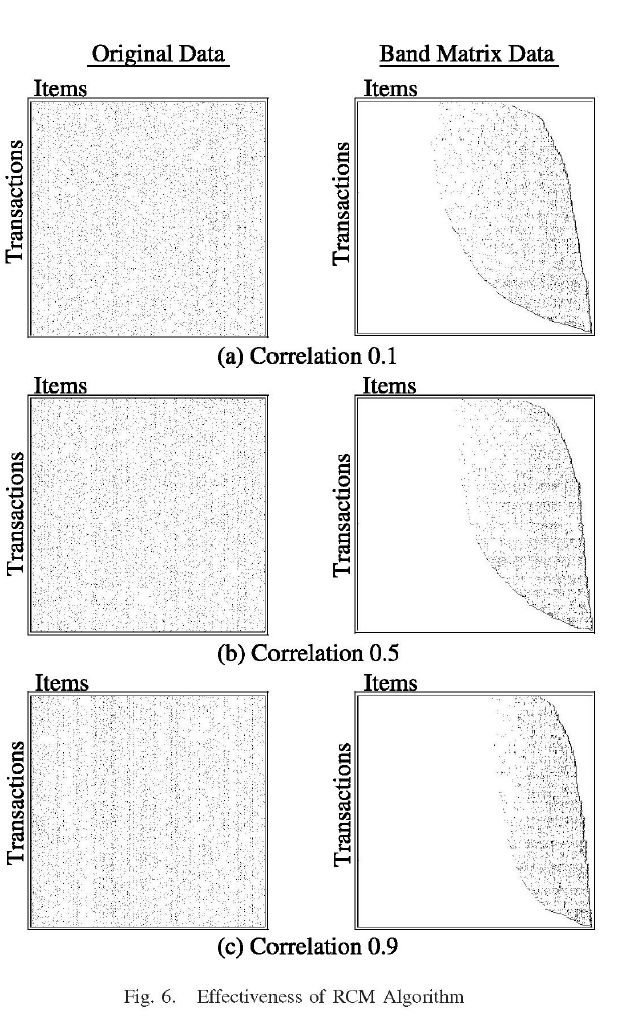 Original Data
Band Matrix Data
Items
Items
Transactions
Transactions
(a) Correlation 0.1
Items
Items
Transactions
Transactions
(b) Correlation 0.5
Items
Items
Transactions
Transactions
(c) Correlation 0.9
Fig. 6. Effectiveness of RCM Algorithm